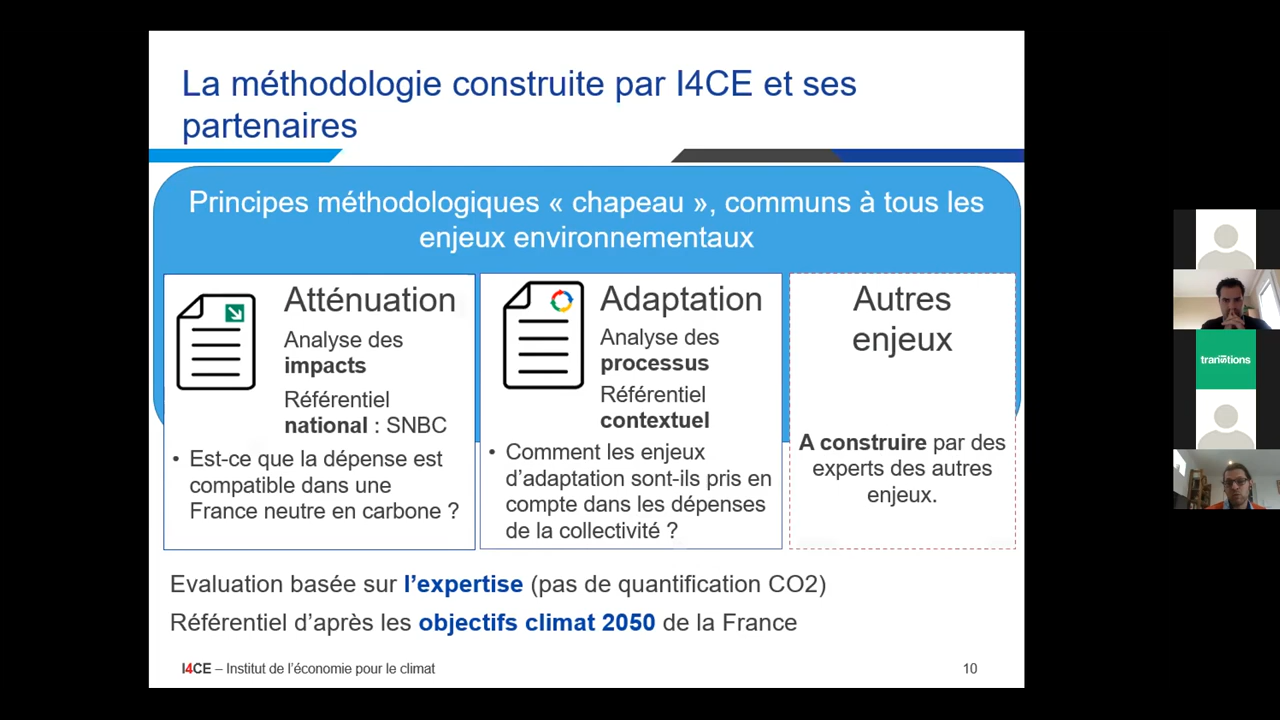 La méthodologie construite par I4CE et ses
partenaires
Principes méthodologiques « chapeau », communs à tous les
enjeux environnementaux
Atténuation
Analyse des
impacts
Référentiel
national : SNBC
• Est-ce que la dépense est
compatible dans une
France neutre en carbone ?
Adaptation
Analyse des
processus
Référentiel
contextuel
• Comment les enjeux
d'adaptation sont-ils pris en
compte dans les dépenses
de la collectivité ?
Autres
enjeux
A construire par des
experts des autres
enjeux.
Evaluation basée sur l'expertise (pas de quantification CO2)
Référentiel d'après les objectifs climat 2050 de la France
I4CE – Institut de l'économie pour le climat
10